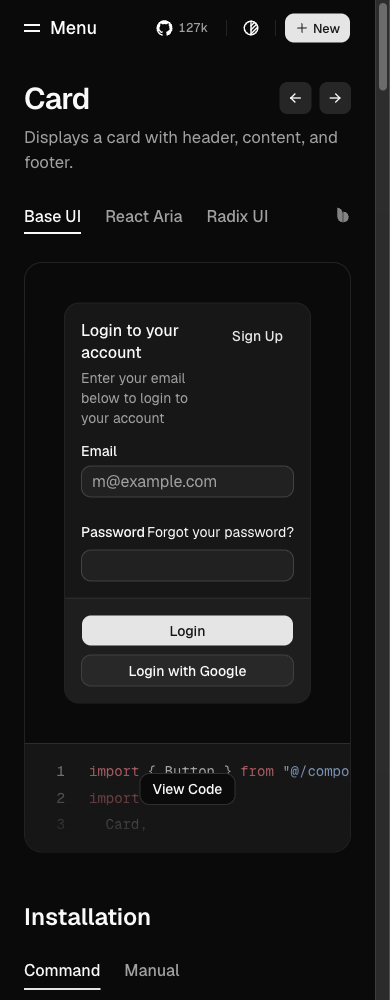 Menu 127k New
Card
Displays a card with header, content, and
footer.
Base UI React Aria Radix UI
Login to your
account
Sign Up
Enter your email
below to login to
your account
Email
m@example.com
Password Forgot your password?
Login
Login with Google
1 import { Button } from "@/compo
2 import
View Code
3 Card,
Installation
Command Manual